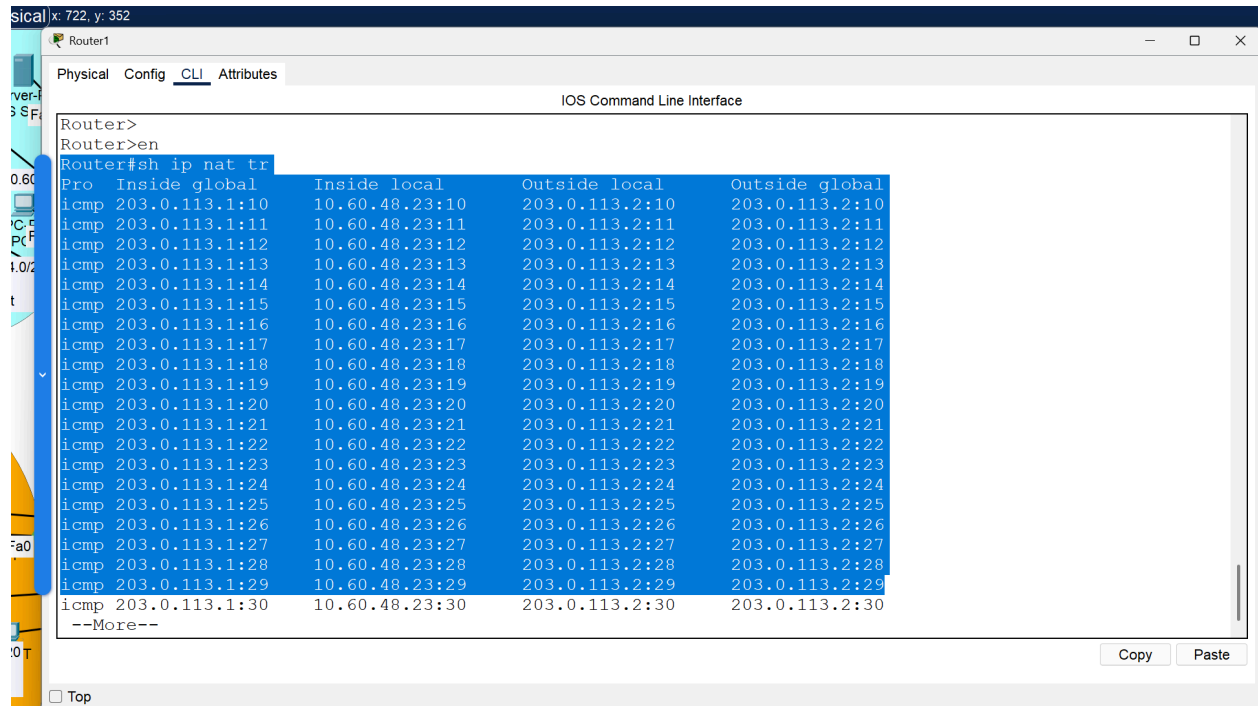 sical x: 722, y: 352
Router1
Physical Config CLI Attributes
IOS Command Line Interface
Router>
Router>en
Router#sh ip nat tr
Pro Inside global Inside local Outside local Outside global
icmp 203.0.113.1:10 10.60.48.23:10 203.0.113.2:10 203.0.113.2:10
icmp 203.0.113.1:11 10.60.48.23:11 203.0.113.2:11 203.0.113.2:11
icmp 203.0.113.1:12 10.60.48.23:12 203.0.113.2:12 203.0.113.2:12
icmp 203.0.113.1:13 10.60.48.23:13 203.0.113.2:13 203.0.113.2:13
icmp 203.0.113.1:14 10.60.48.23:14 203.0.113.2:14 203.0.113.2:14
icmp 203.0.113.1:15 10.60.48.23:15 203.0.113.2:15 203.0.113.2:15
icmp 203.0.113.1:16 10.60.48.23:16 203.0.113.2:16 203.0.113.2:16
icmp 203.0.113.1:17 10.60.48.23:17 203.0.113.2:17 203.0.113.2:17
icmp 203.0.113.1:18 10.60.48.23:18 203.0.113.2:18 203.0.113.2:18
icmp 203.0.113.1:19 10.60.48.23:19 203.0.113.2:19 203.0.113.2:19
icmp 203.0.113.1:20 10.60.48.23:20 203.0.113.2:20 203.0.113.2:20
icmp 203.0.113.1:21 10.60.48.23:21 203.0.113.2:21 203.0.113.2:21
icmp 203.0.113.1:22 10.60.48.23:22 203.0.113.2:22 203.0.113.2:22
icmp 203.0.113.1:23 10.60.48.23:23 203.0.113.2:23 203.0.113.2:23
icmp 203.0.113.1:24 10.60.48.23:24 203.0.113.2:24 203.0.113.2:24
icmp 203.0.113.1:25 10.60.48.23:25 203.0.113.2:25 203.0.113.2:25
icmp 203.0.113.1:26 10.60.48.23:26 203.0.113.2:26 203.0.113.2:26
icmp 203.0.113.1:27 10.60.48.23:27 203.0.113.2:27 203.0.113.2:27
icmp 203.0.113.1:28 10.60.48.23:28 203.0.113.2:28 203.0.113.2:28
icmp 203.0.113.1:29 10.60.48.23:29 203.0.113.2:29 203.0.113.2:29
icmp 203.0.113.1:30 10.60.48.23:30 203.0.113.2:30 203.0.113.2:30
--More--
Copy Paste
Top